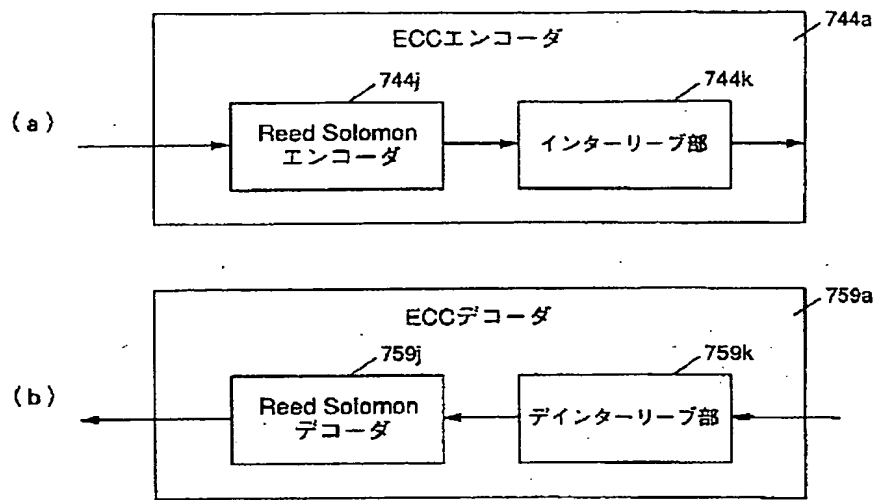 ECCエンコーダ
744a
744j
744k
(a)
Reed Solomon
エンコーダ
インターリーブ部
ECCデコーダ
759a
759j
759k
(b)
Reed Solomon
デコーダ
デインターリーブ部